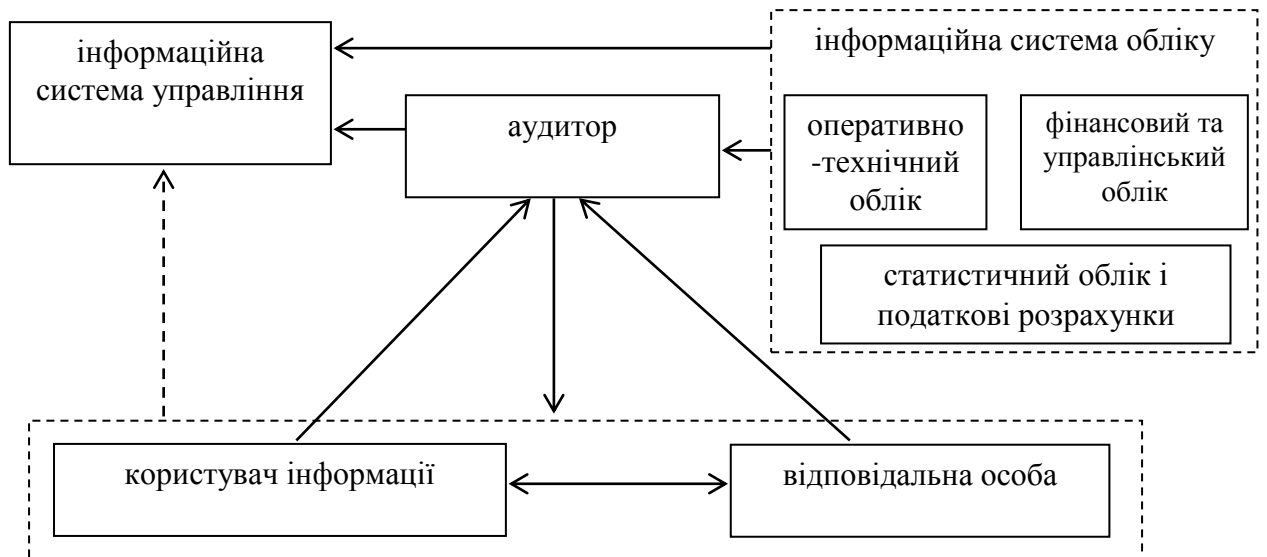 інформаційна
система управління
аудитор
інформаційна система обліку
оперативно
-технічний
облік
фінансовий та
управлінський
облік
статистичний облік і
податкові розрахунки
користувач інформації
відповідальна особа